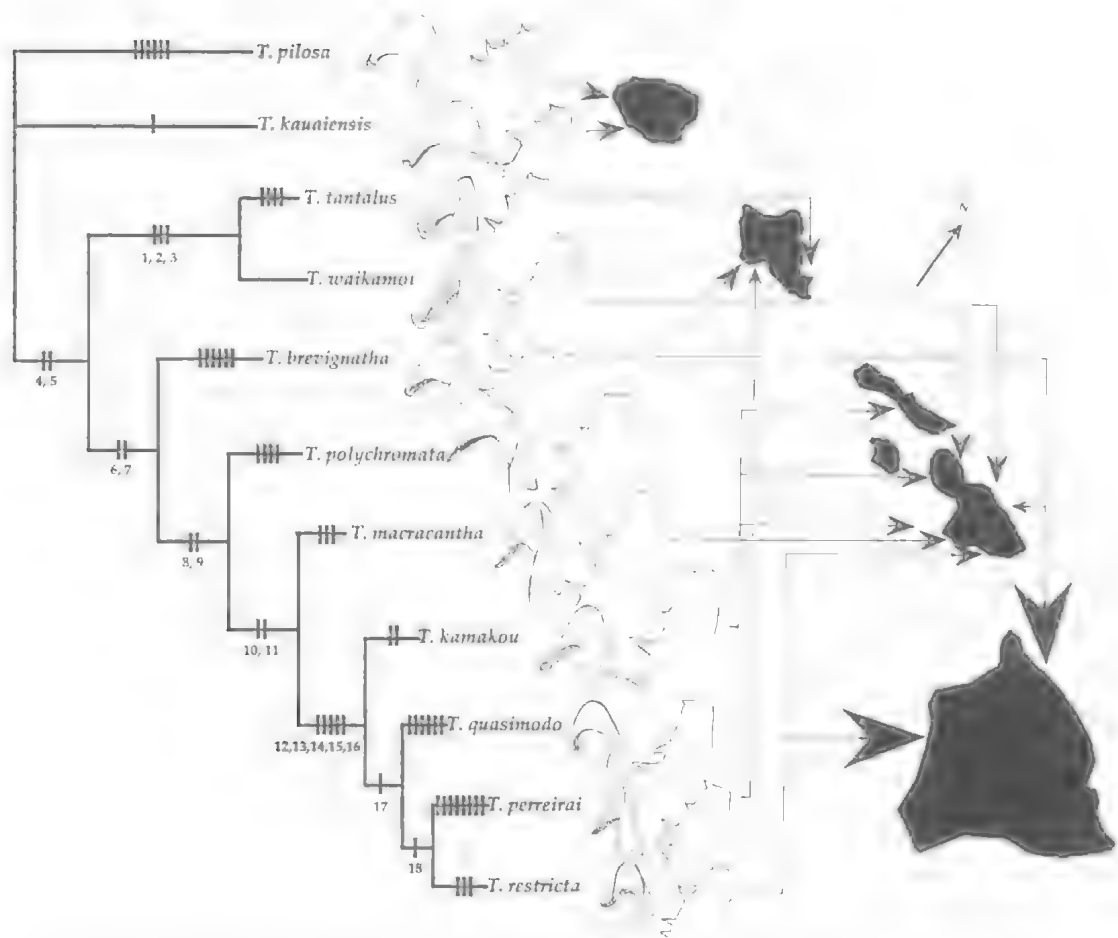 T. pilosa
T. kauaiensis
T. tantalus
1, 2, 3
T. waikamoi
N
T. brevignatha
4, 5
T. polychromata
6, 7
T. macracantha
8, 9
T. kamakou
10, 11
T. quasimodo
12, 13, 14, 15, 16
T. perreirai
17
18
T. restricta